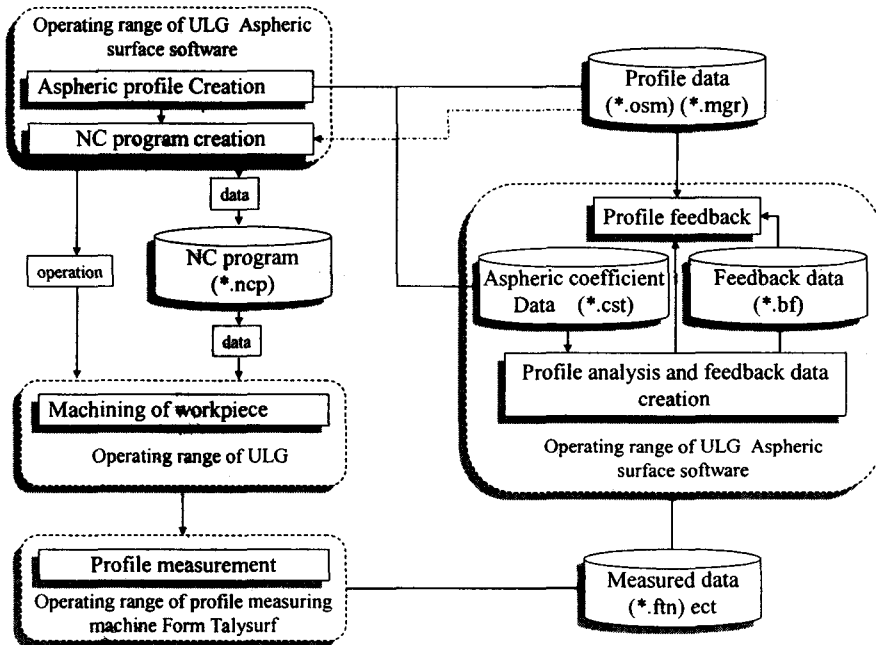 Operating range of ULG Aspheric
surface software
Aspheric profile Creation
NC program creation
data
operation
NC program
(*.ncp)
data
Machining of workpiece
Operating range of ULG
Profile measurement
Operating range of profile measuring
machine Form Talysurf
Profile data
(*.osm) (*.mgr)
Profile feedback
Aspheric coefficient
Data (*.cst)
Feedback data
(*.bf)
Profile analysis and feedback data
creation
Operating range of ULG Aspheric
surface software
Measured data
(*.ftn) ect